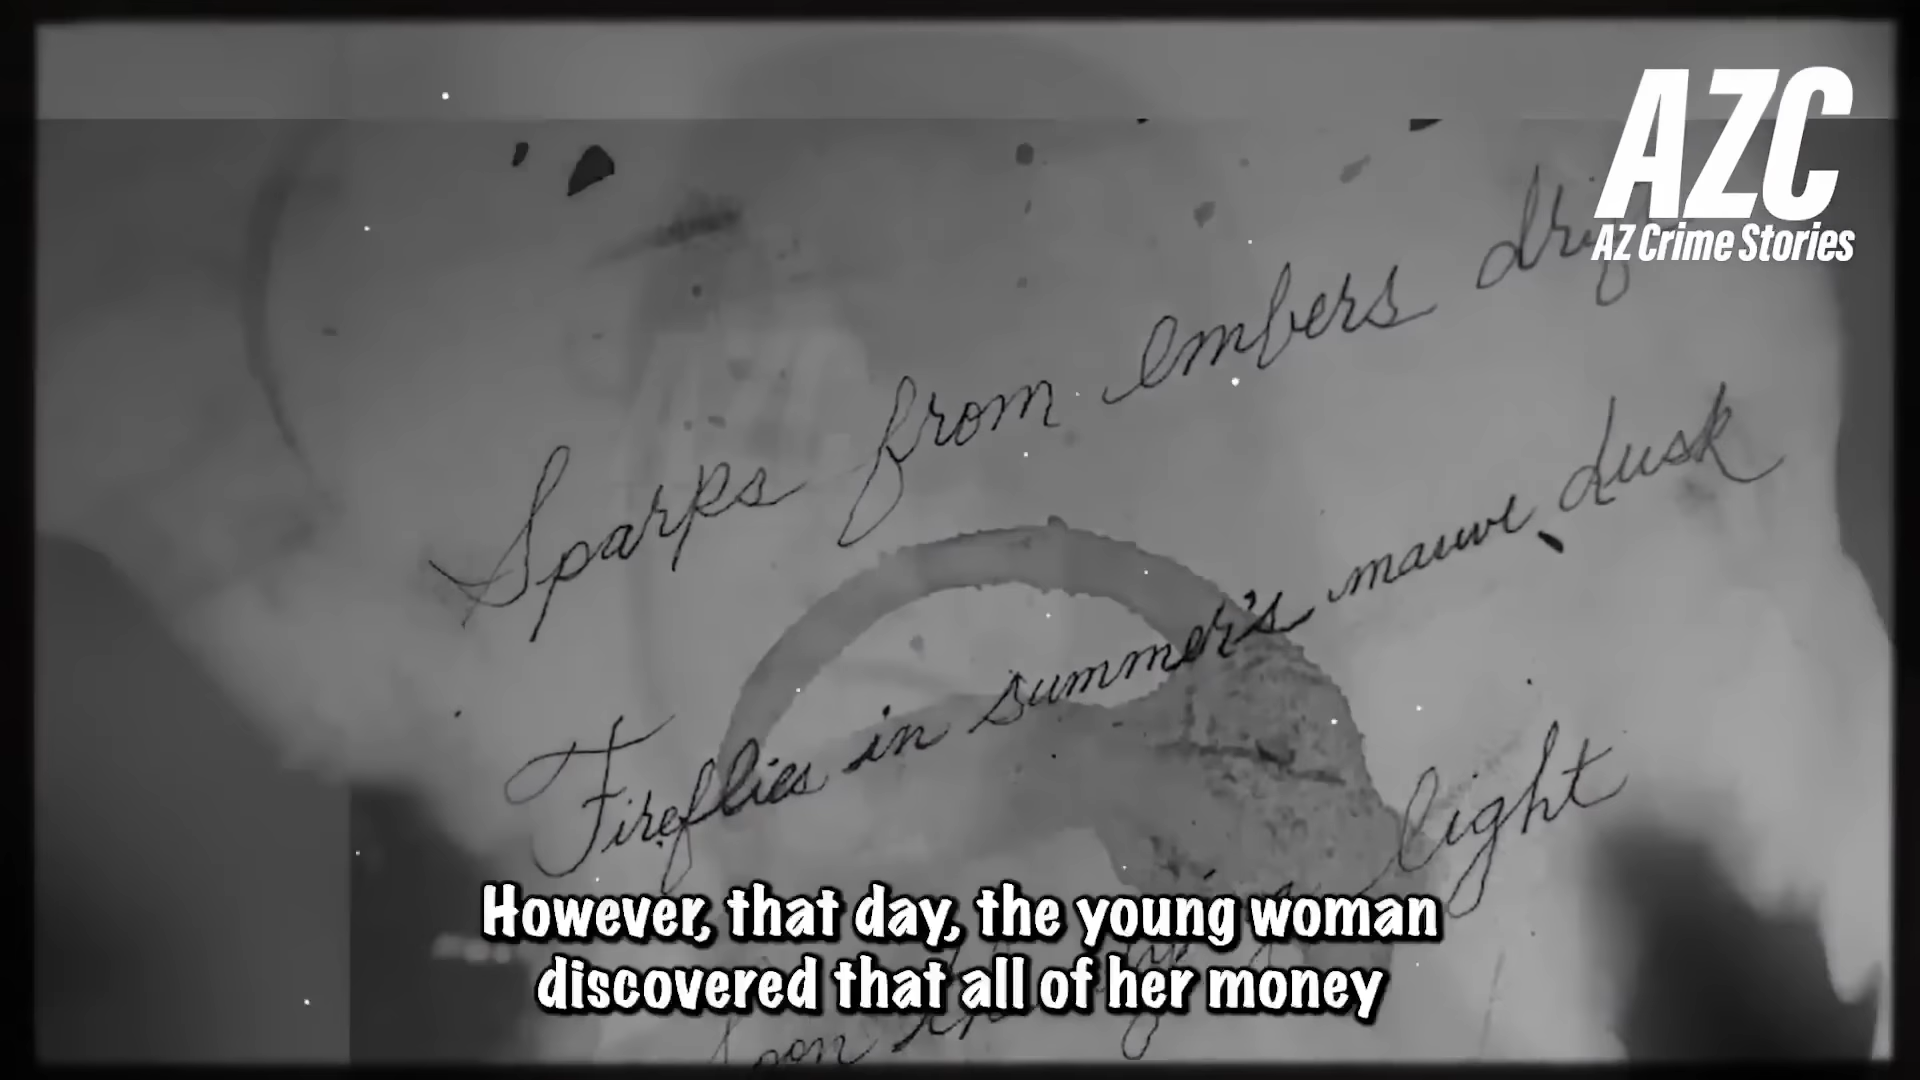 AZC
AZ Crime Stories
Sparks from embers
Fireflies in summer's mauve dusk
light
However, that day, the young woman
discovered that all of her money
Soon